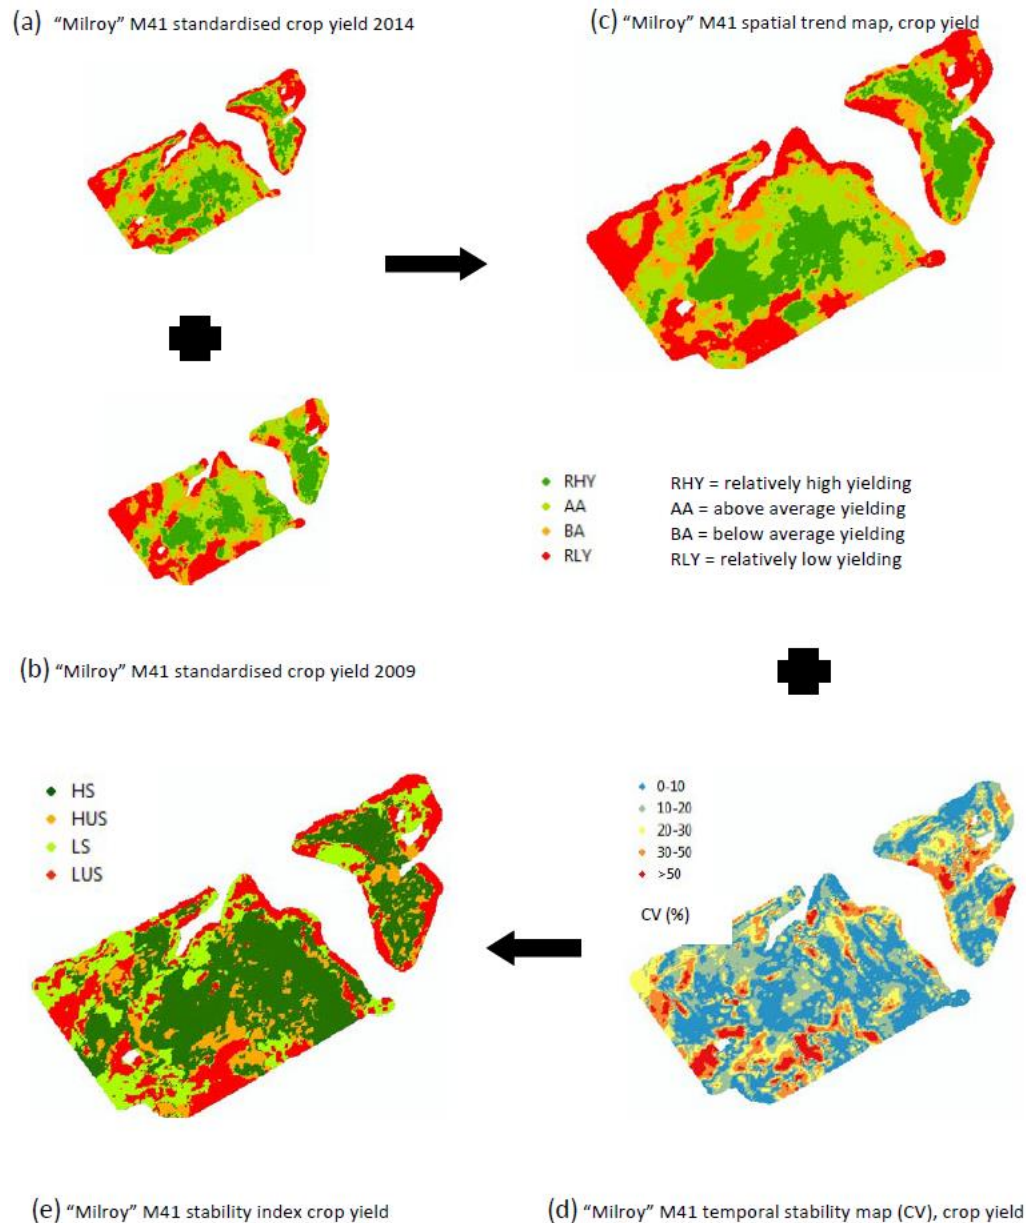 (a) “Milroy” M41 standardised crop yield 2014
(c) “Milroy” M41 spatial trend map, crop yield
RHY
AA
BA
RLY
RHY = relatively high yielding
AA = above average yielding
BA = below average yielding
RLY = relatively low yielding
(b) “Milroy” M41 standardised crop yield 2009
HS
HUS
LS
LUS
0-10
10-20
20-30
30-50
>50
CV (%)
(e) “Milroy” M41 stability index crop yield
(d) “Milroy” M41 temporal stability map (CV), crop yield